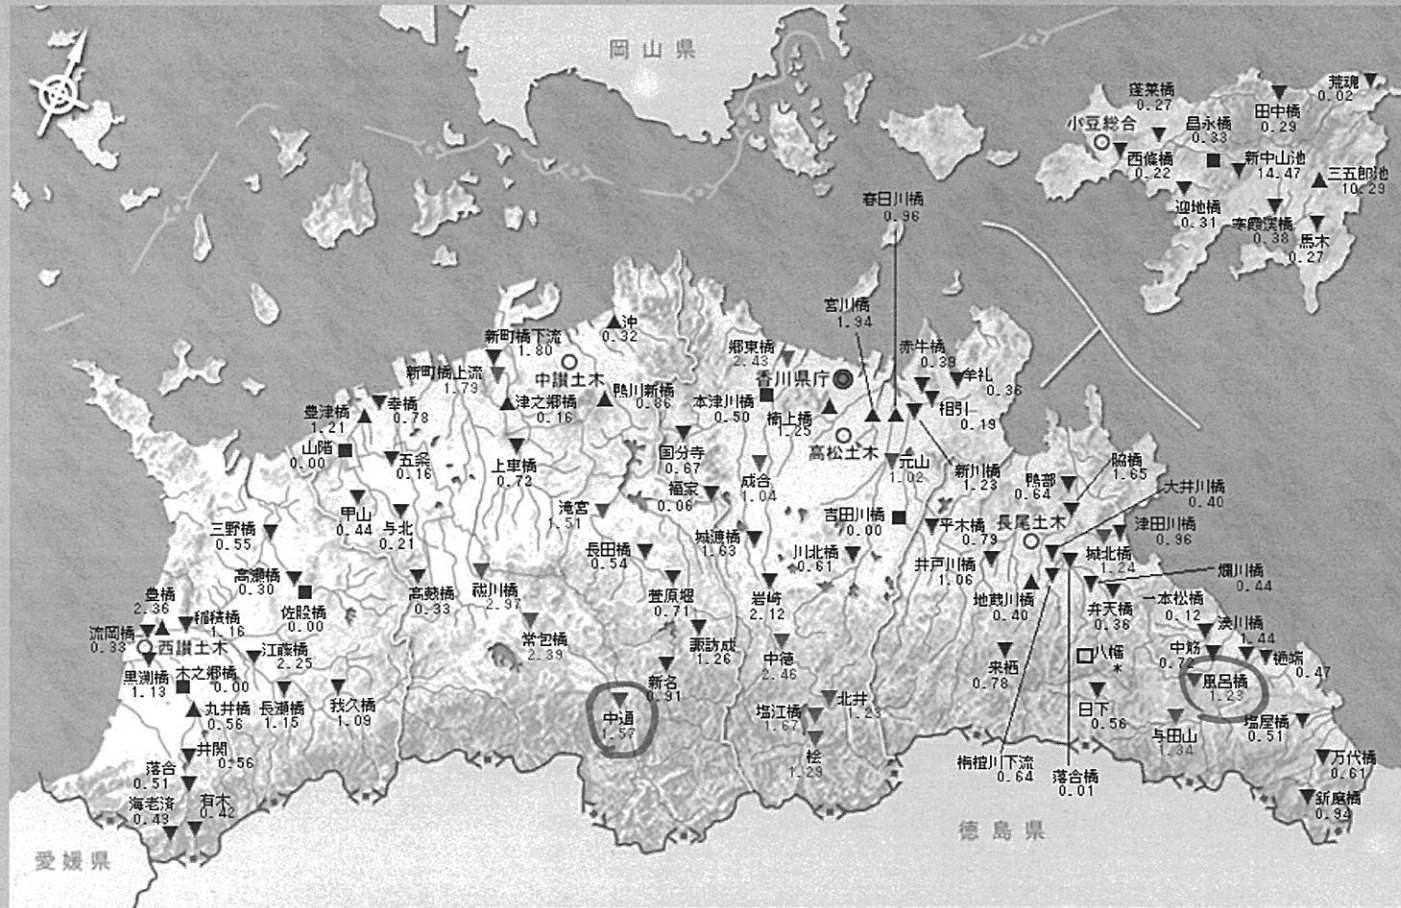 岡山県
蓬莱橋
0.27
小豆総合
西條橋
0.22
昌永橋
0.33
田中橋
0.29
荒魂
0.02
新中山池
14.47
三五郎池
10.29
迎地橋
0.31
寒霞渓橋
0.38
馬木
0.27
春日川橋
0.96
宮川橋
1.94
沖
0.32
新町橋下流
1.80
新町橋上流
1.79
中讃土木
津之郷橋
0.16
鴨川新橋
0.86
郷東橋
2.43
香川県庁
本津川橋
0.50
楠上橋
1.25
高松土木
赤牛橋
0.39
牟礼
0.36
相引
0.19
新川橋
1.23
元山
1.02
豊津橋
1.21
幸橋
0.78
山階
0.00
五条
0.16
上車橋
0.72
国分寺
0.67
福家
0.06
成合
1.04
甲山
0.44
与北
0.21
滝宮
1.51
吉田川橋
0.00
平木橋
0.79
鴨部
0.64
脇橋
1.65
大井川橋
0.40
長尾土木
津田川橋
0.96
城北橋
1.24
三野橋
0.55
高瀬橋
0.30
佐股橋
0.00
高薮橋
0.33
祓川橋
2.97
長田橋
0.54
萱原堰
0.71
城渡橋
1.63
岩崎
2.12
川北橋
0.61
井戸川橋
1.06
地蔵川橋
0.40
爛川橋
0.44
弁天橋
0.36
一本松橋
0.12
湊川橋
1.44
樋端
0.47
中筋
0.72
風呂橋
1.23
豊橋
2.36
稲積橋
1.16
流岡橋
0.33
西讃土木
黒渕橋
1.13
木之郷橋
0.00
江藤橋
2.25
常包橋
2.39
諏訪成
1.26
中徳
2.46
来栖
0.78
八幡
*
丸井橋
0.56
長瀬橋
1.15
我久橋
1.09
新名
0.91
中通
1.57
北井
1.23
塩江橋
1.67
桧
1.29
日下
0.56
与田山
1.34
塩屋橋
0.51
井関
0.56
落合
0.51
海老済
0.43
有木
0.42
栴檀川下流
0.64
落合橋
0.01
万代橋
0.61
新庭橋
0.94
愛媛県
徳島県